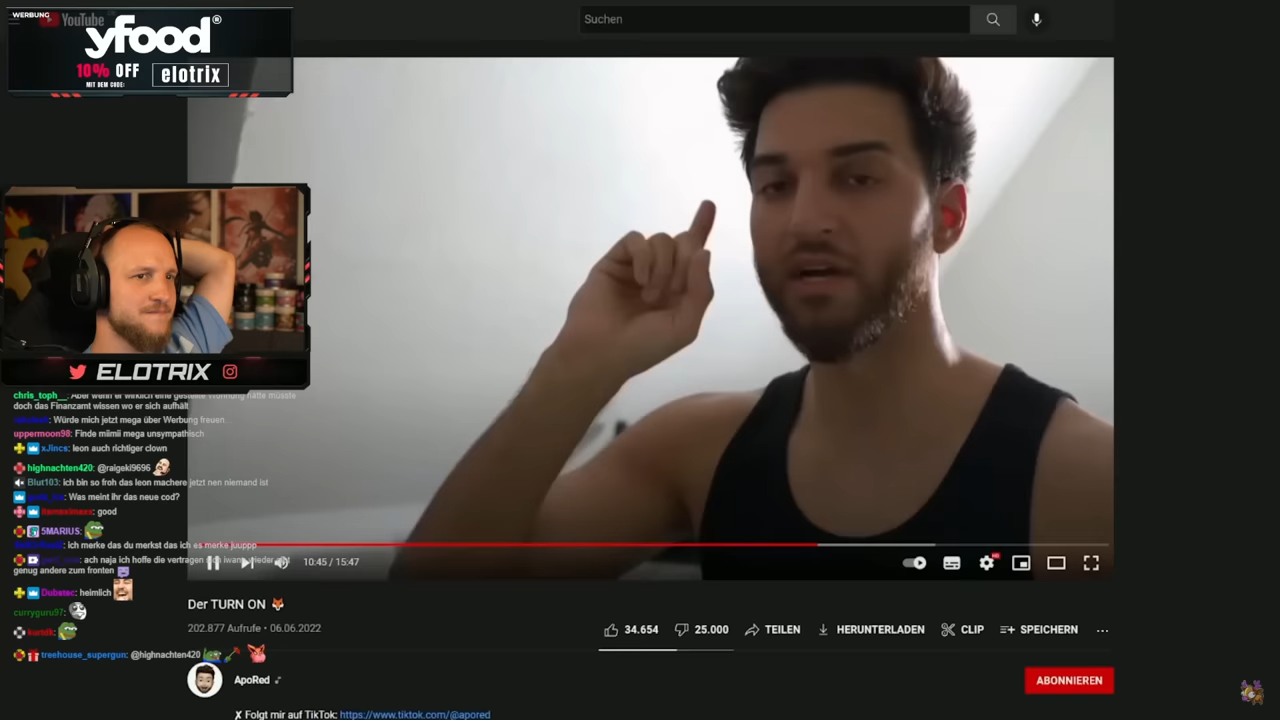 WERBUNG
YouTube
Suchen
yfood®
10% OFF
MIT DEM CODE:
elotrix
ELOTRIX
chris_toph__: Aber wenn er wirklich eine gestellte Wohnung hätte müsste
doch das Finanzamt wissen wo er sich aufhält
Würde mich jetzt mega über Werbung freuen..
uppermoon98: Finde miimii mega unsympathisch
xJincs: leon auch richtiger clown
highnachten420: @raigeki9696
Blut103: ich bin so froh das leon machere jetzt nen niemand ist
: Was meint ihr das neue cod?
: good
5MARIUS:
: ich merke das du merkst das ich es merke juuppp
: ach naja ich hoffe die vertragen sich
genug andere zum fronten
Dubstec: heimlich
curryguru97:
treehouse_supergun: @highnachten420
10:45 / 15:47
HD
Der TURN ON
202.877 Aufrufe • 06.06.2022
34.654
25.000
TEILEN
HERUNTERLADEN
CLIP
SPEICHERN
ApoRed
ABONNIEREN
✗ Folgt mir auf TikTok: https://www.tiktok.com/@apored